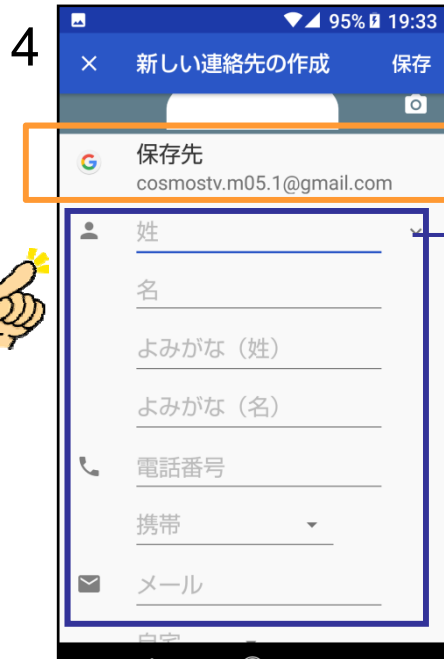 4
95% 19:33
× 新しい連絡先の作成 保存
G 保存先
cosmostv.m05.1@gmail.com
姓
名
よみがな（姓）
よみがな（名）
電話番号
携帯
メール
自宅